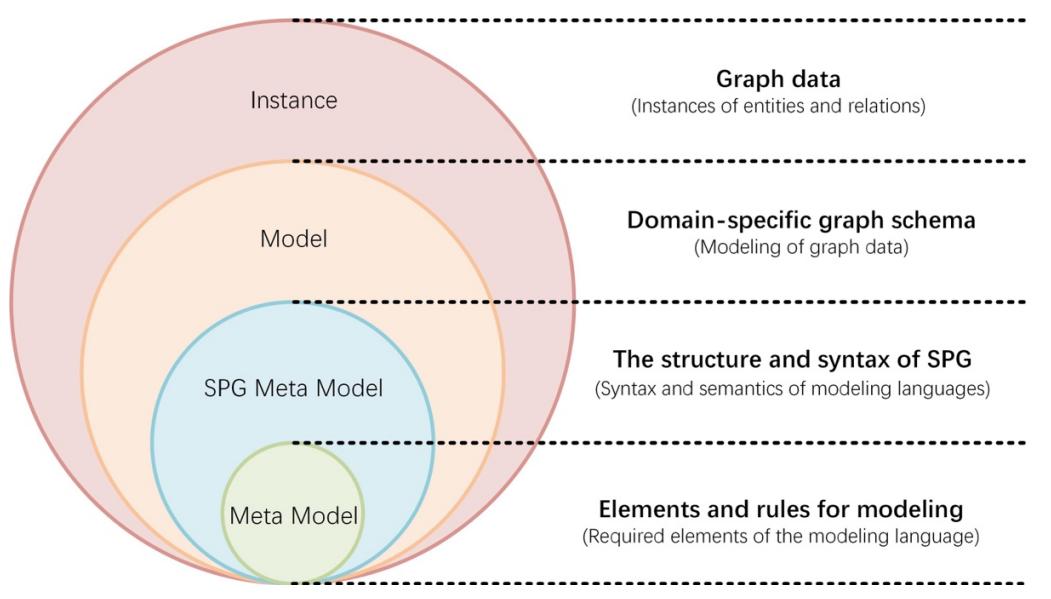 Instance
Graph data
(Instances of entities and relations)
Model
Domain-specific graph schema
(Modeling of graph data)
SPG Meta Model
The structure and syntax of SPG
(Syntax and semantics of modeling languages)
Meta Model
Elements and rules for modeling
(Required elements of the modeling language)